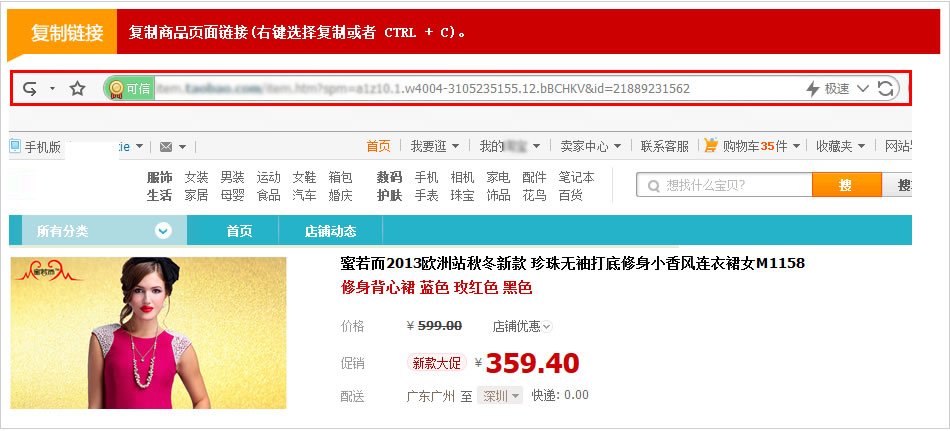 复制链接 复制商品页面链接(右键选择复制或者 CTRL + C)。
可信 item.taobao.com/item.htm?spm=a1z10.1.w4004-3105235155.12.bBCHKV&id=21889231562 极速
手机版 kie 首页 我要逛 我的 卖家中心 联系客服 购物车35件 收藏夹 网站
服饰 女装 男装 运动 女鞋 箱包 数码 手机 相机 家电 配件 笔记本
生活 家居 母婴 食品 汽车 婚庆 护肤 手表 珠宝 饰品 花鸟 百货
想找什么宝贝? 搜 搜
所有分类 首页 店铺动态
蜜若而
蜜若而2013欧洲站秋冬新款 珍珠无袖打底修身小香风连衣裙女M1158
修身背心裙 蓝色 玫红色 黑色
价格 ¥ 599.00 店铺优惠
促销 新款大促 ¥ 359.40
配送 广东广州 至 深圳 快递: 0.00